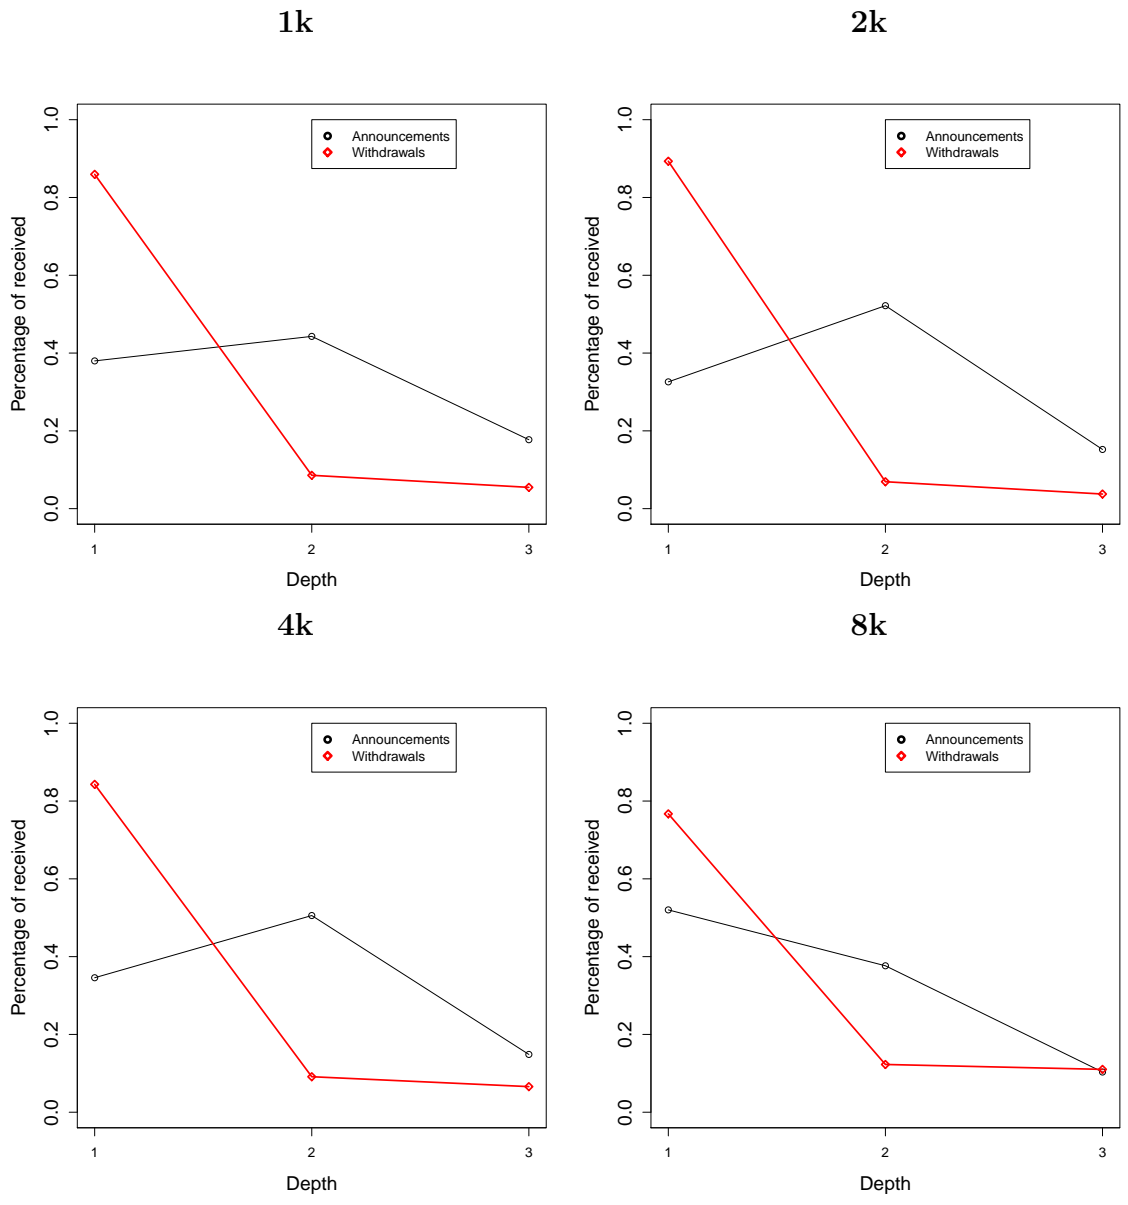 1k
1.0
0.8
0.6
0.4
0.2
0.0
Percentage of received
Announcements
Withdrawals
1 2 3
Depth
2k
1.0
0.8
0.6
0.4
0.2
0.0
Percentage of received
Announcements
Withdrawals
1 2 3
Depth
4k
1.0
0.8
0.6
0.4
0.2
0.0
Percentage of received
Announcements
Withdrawals
1 2 3
Depth
8k
1.0
0.8
0.6
0.4
0.2
0.0
Percentage of received
Announcements
Withdrawals
1 2 3
Depth